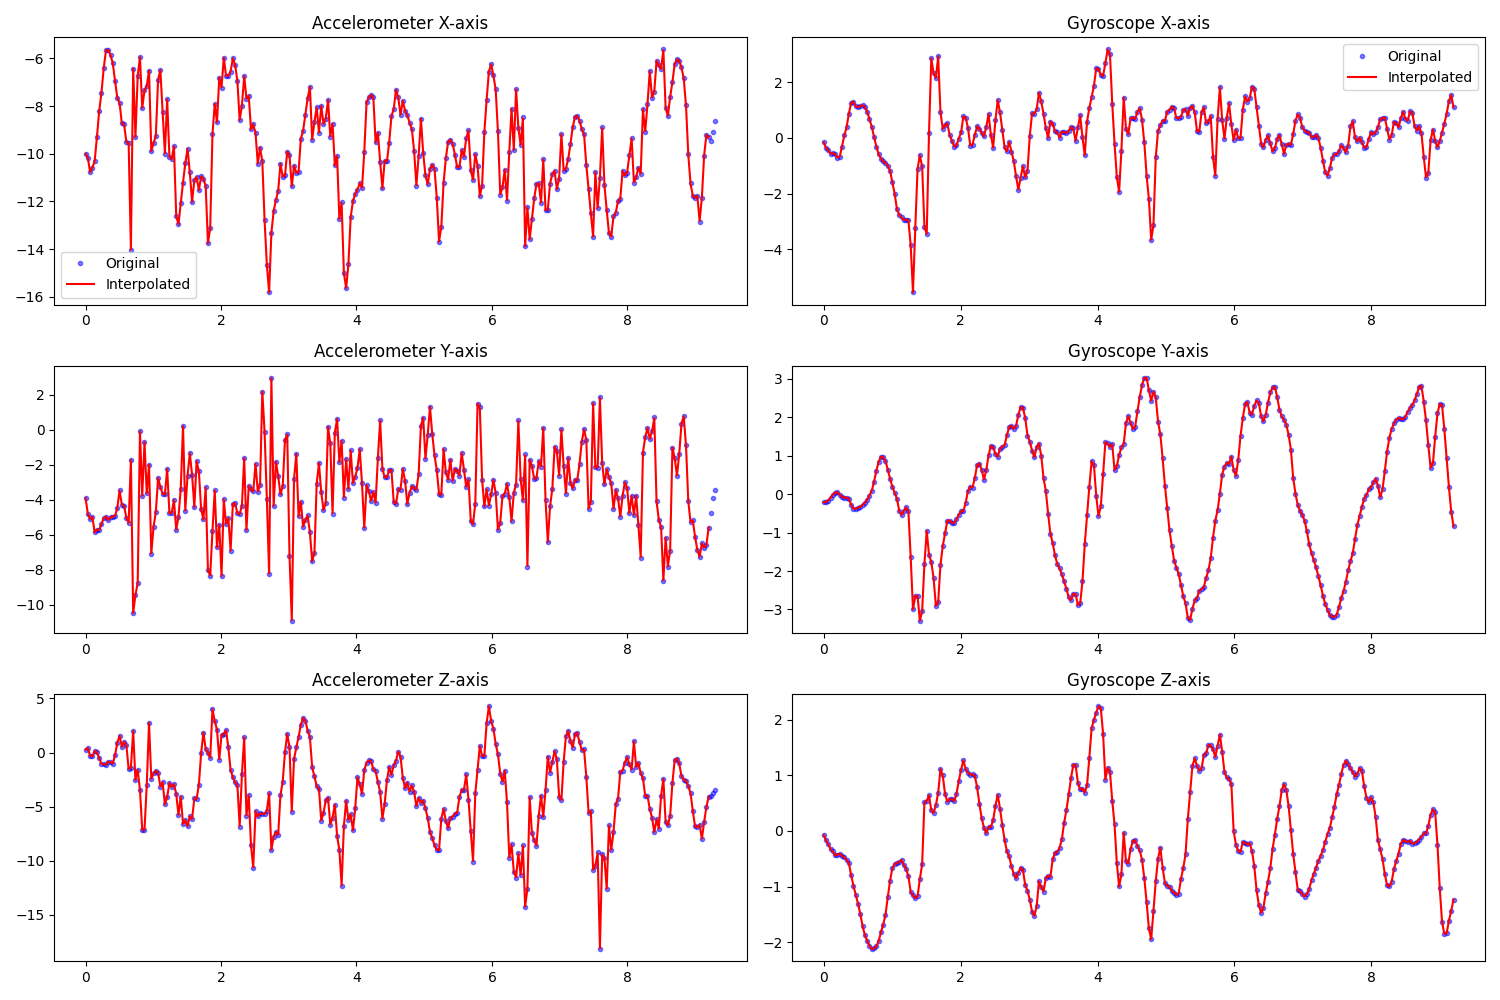 Accelerometer X-axis
−6
−8
−10
−12
−14
−16
Original
Interpolated
0 2 4 6 8
Gyroscope X-axis
2
0
−2
−4
Original
Interpolated
0 2 4 6 8
Accelerometer Y-axis
2
0
−2
−4
−6
−8
−10
0 2 4 6 8
Gyroscope Y-axis
3
2
1
0
−1
−2
−3
0 2 4 6 8
Accelerometer Z-axis
5
0
−5
−10
−15
0 2 4 6 8
Gyroscope Z-axis
2
1
0
−1
−2
0 2 4 6 8